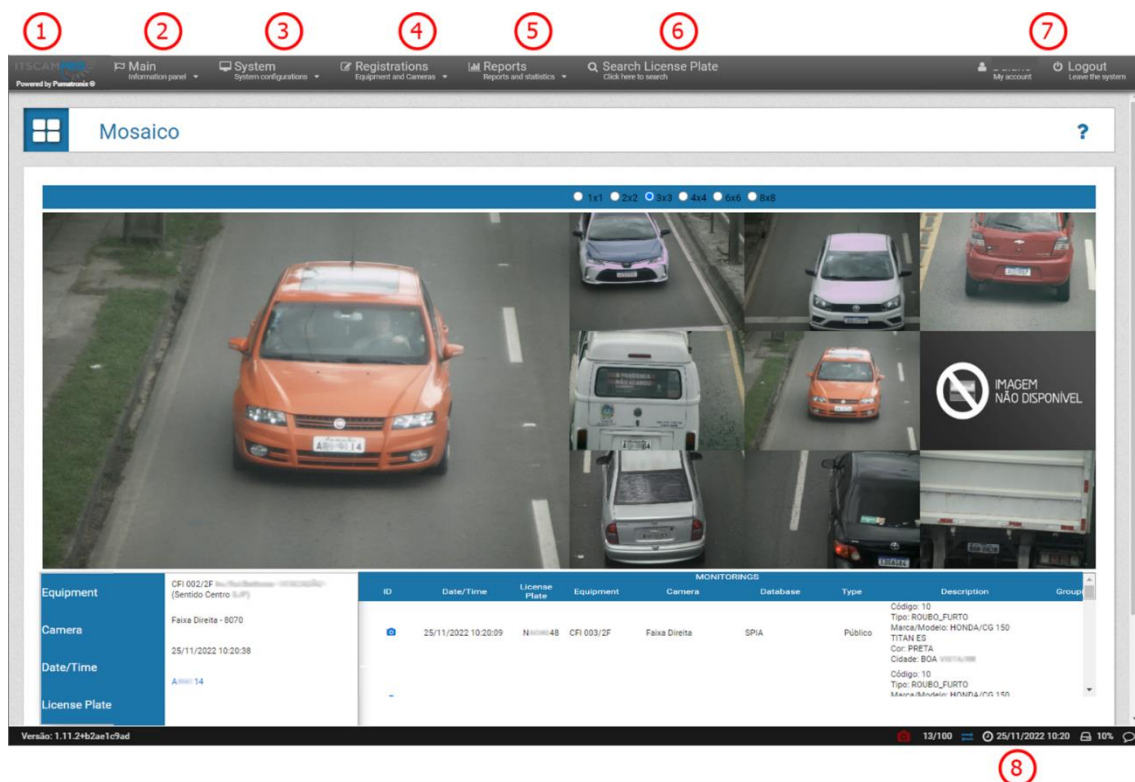 1
2
3
4
5
6
7
ITSCAM
Powered by Pumatronix ®
Main
Information panel
System
System configurations
Registrations
Equipment and Cameras
Reports
Reports and statistics
Search License Plate
Click here to search
My account
Logout
Leave the system
Mosaico
?
1x1 2x2 3x3 4x4 6x6 8x8
IMAGEM
NÃO DISPONÍVEL
Equipment
CFI 002/2F
(Sentido Centro
Camera
Faixa Direita - 8070
Date/Time
25/11/2022 10:20:38
License Plate
A 14
MONITORINGS
ID Date/Time License Plate Equipment Camera Database Type Description Group
25/11/2022 10:20:09 N 48 CFI 003/2F Faixa Direita SPIA Público
Código: 10
Tipo: ROUBO_FURTO
Marca/Modelo: HONDA/CG 150
TITAN ES
Cor: PRETA
Cidade: BOA
Código: 10
Tipo: ROUBO_FURTO
Marca/Modelo: HONDA/CG 150
Versão: 1.11.2+b2ae1c9ad
13/100 25/11/2022 10:20 10%
8